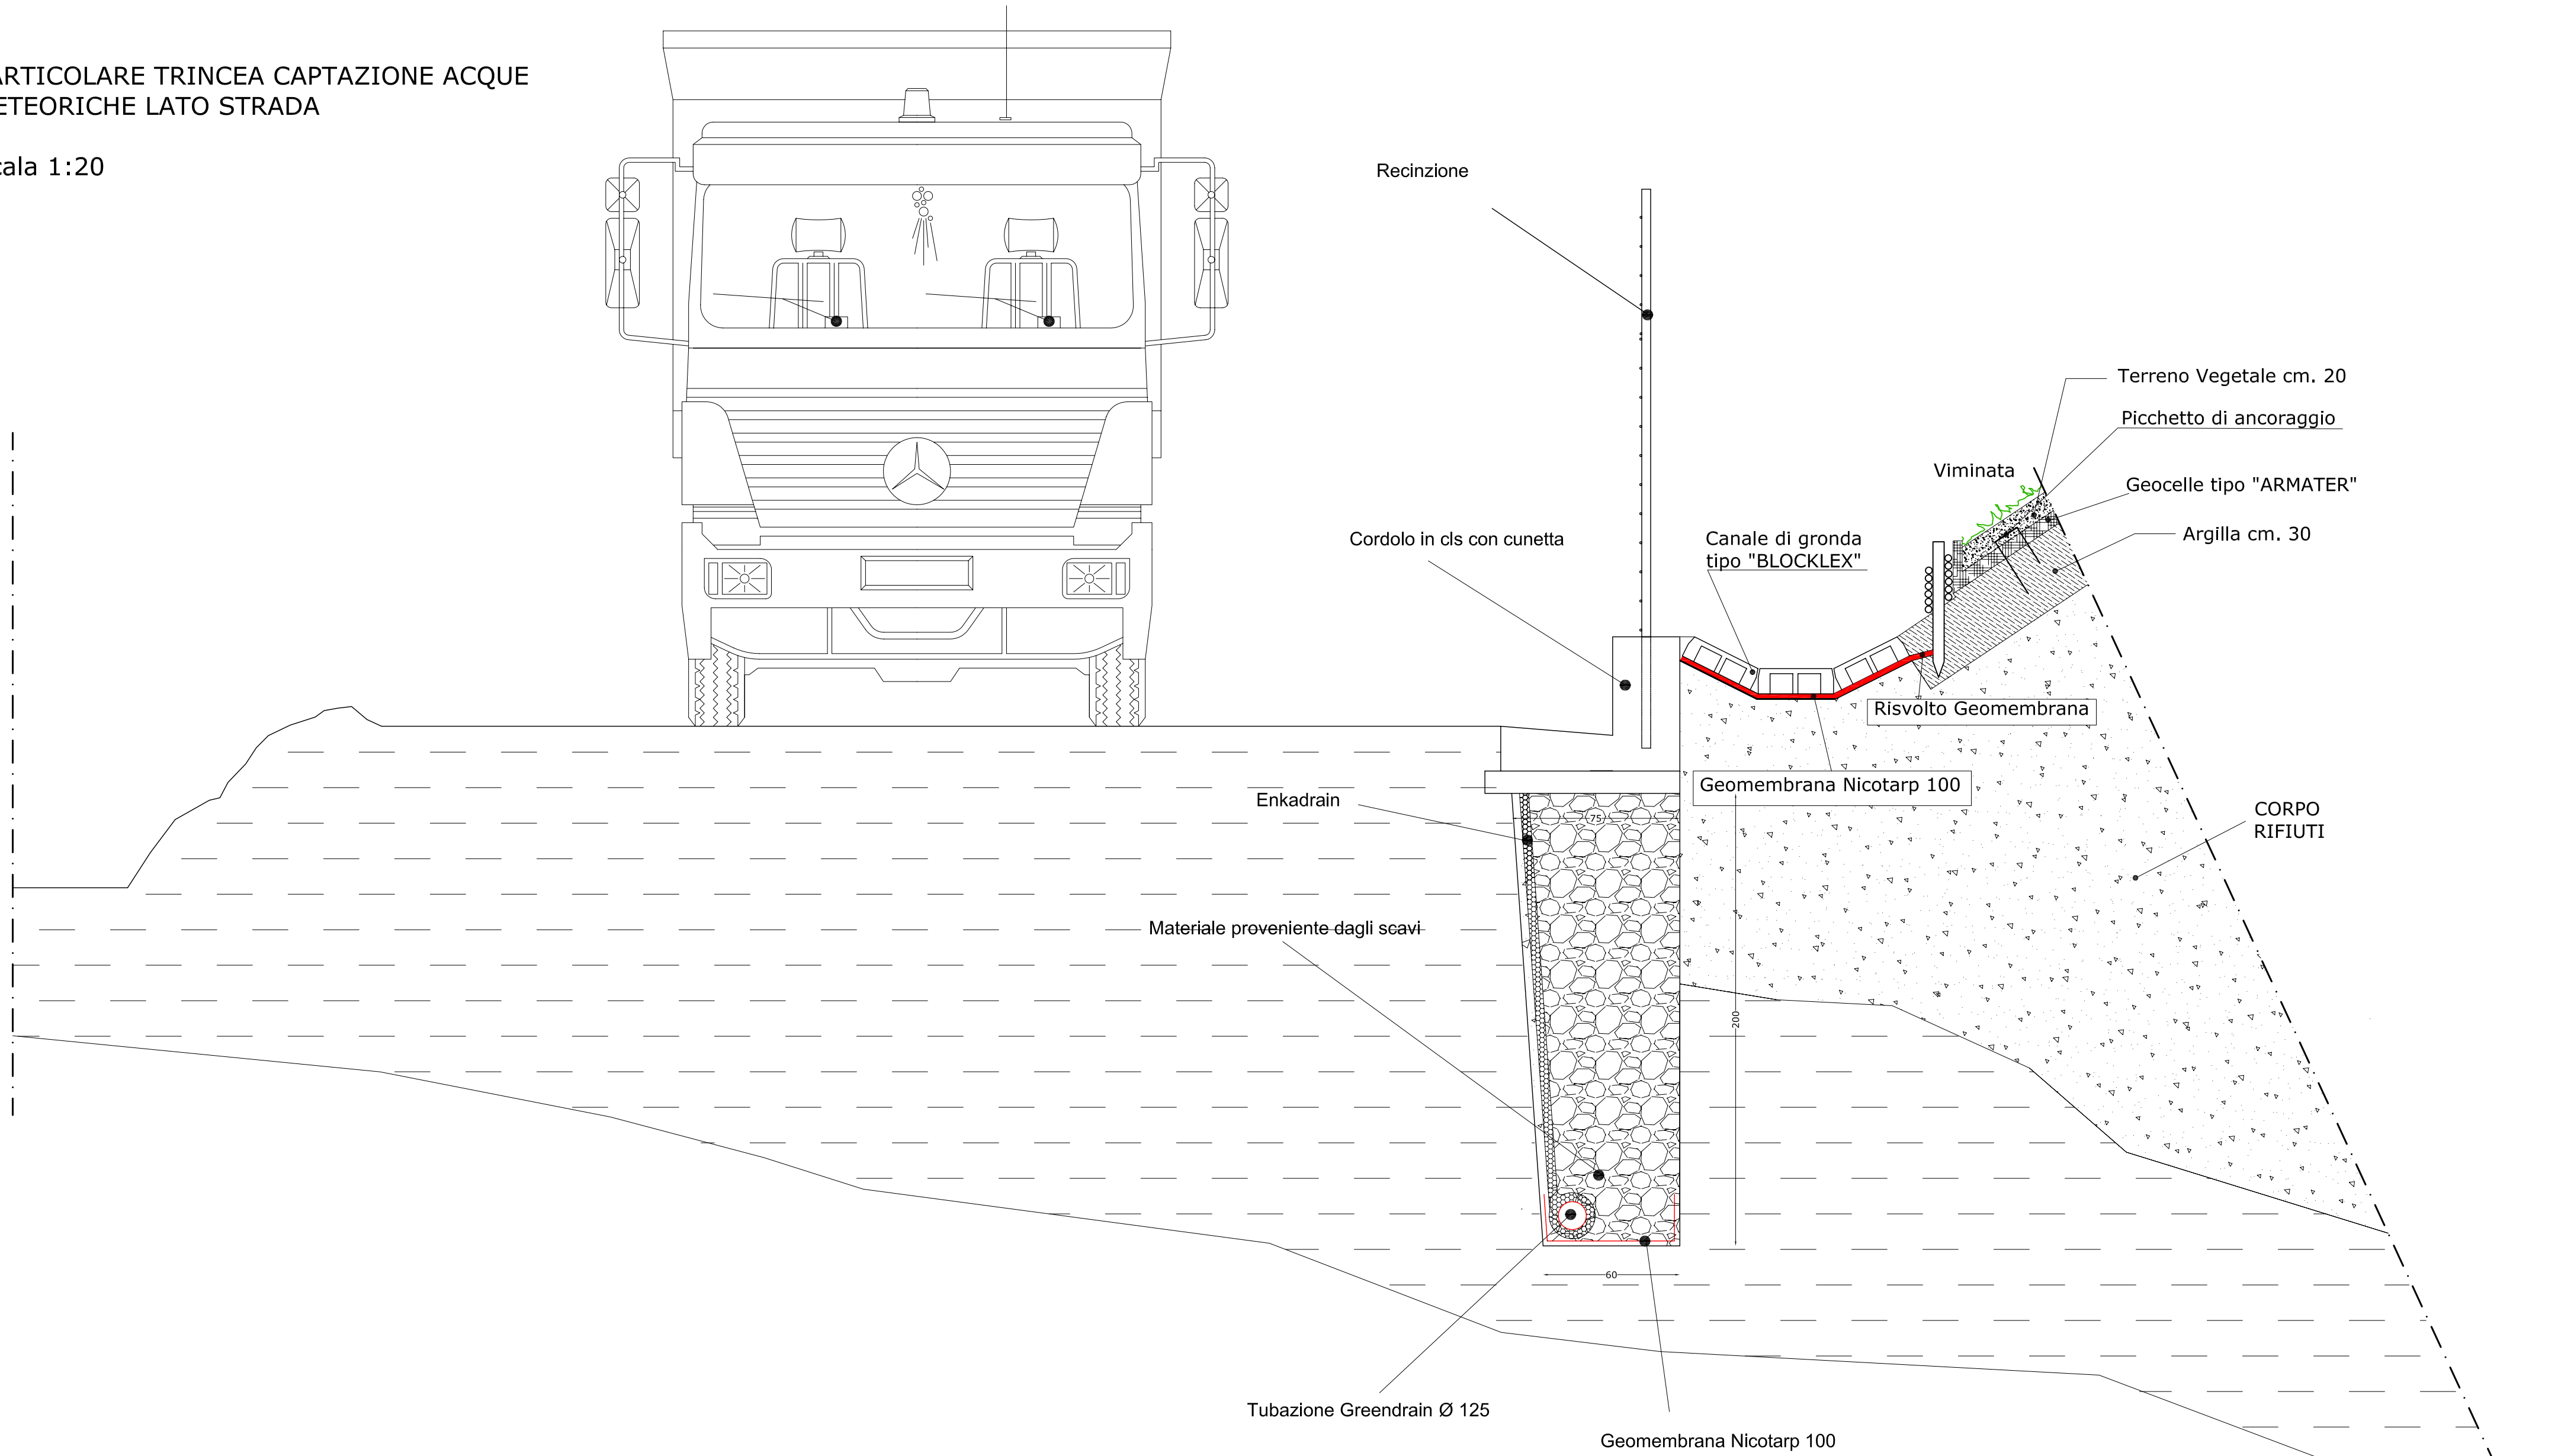 ARTICOLARE TRINCEA CAPTAZIONE ACQUE
ETEORICHE LATO STRADA
cala 1:20
Recinzione
Terreno Vegetale cm. 20
Picchetto di ancoraggio
Viminata
Geocelle tipo "ARMATER"
Argilla cm. 30
Cordolo in cls con cunetta
Canale di gronda
tipo "BLOCKLEX"
Risvolto Geomembrana
Geomembrana Nicotarp 100
Enkadrain
75
CORPO
RIFIUTI
Materiale proveniente dagli scavi
200
60
Tubazione Greendrain Ø 125
Geomembrana Nicotarp 100